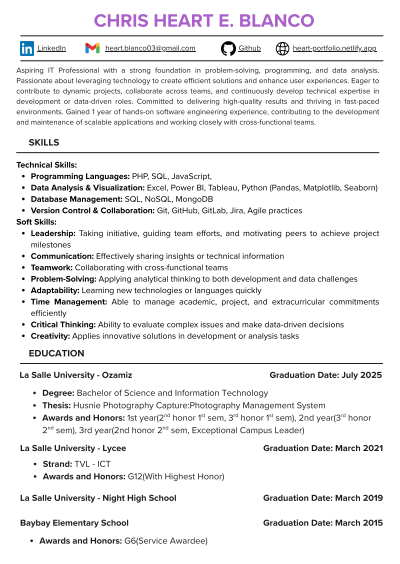 CHRIS HEART E. BLANCO
LinkedIn heart.blanco03@gmail.com Github heart-portfolio.netlify.app
Aspiring IT Professional with a strong foundation in problem-solving, programming, and data analysis.
Passionate about leveraging technology to create efficient solutions and enhance user experiences. Eager to
contribute to dynamic projects, collaborate across teams, and continuously develop technical expertise in
development or data-driven roles. Committed to delivering high-quality results and thriving in fast-paced
environments. Gained 1 year of hands-on software engineering experience, contributing to the development
and maintenance of scalable applications and working closely with cross-functional teams.
SKILLS
Technical Skills:
• Programming Languages: PHP, SQL, JavaScript,
• Data Analysis & Visualization: Excel, Power BI, Tableau, Python (Pandas, Matplotlib, Seaborn)
• Database Management: SQL, NoSQL, MongoDB
• Version Control & Collaboration: Git, GitHub, GitLab, Jira, Agile practices
Soft Skills:
• Leadership: Taking initiative, guiding team efforts, and motivating peers to achieve project
milestones
• Communication: Effectively sharing insights or technical information
• Teamwork: Collaborating with cross-functional teams
• Problem-Solving: Applying analytical thinking to both development and data challenges
• Adaptability: Learning new technologies or languages quickly
• Time Management: Able to manage academic, project, and extracurricular commitments
efficiently
• Critical Thinking: Ability to evaluate complex issues and make data-driven decisions
• Creativity: Applies innovative solutions in development or analysis tasks
EDUCATION
La Salle University - Ozamiz Graduation Date: July 2025
• Degree: Bachelor of Science and Information Technology
• Thesis: Husnie Photography Capture:Photography Management System
• Awards and Honors: 1st year(2nd honor 1st sem, 3rd honor 1st sem), 2nd year(3rd honor
2nd sem), 3rd year(2nd honor 2nd sem, Exceptional Campus Leader)
La Salle University - Lycee Graduation Date: March 2021
• Strand: TVL - ICT
• Awards and Honors: G12(With Highest Honor)
La Salle University - Night High School Graduation Date: March 2019
Baybay Elementary School Graduation Date: March 2015
• Awards and Honors: G6(Service Awardee)